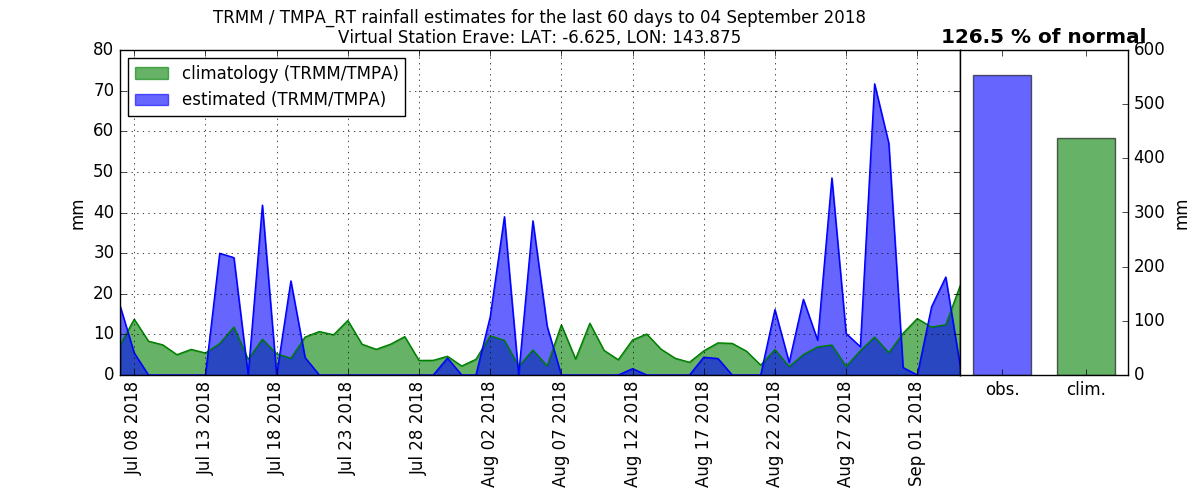 TRMM / TMPA_RT rainfall estimates for the last 60 days to 04 September 2018
Virtual Station Erave: LAT: -6.625, LON: 143.875
126.5 % of normal
climatology (TRMM/TMPA)
estimated (TRMM/TMPA)
80
70
60
50
40
30
20
10
0
mm
Jul 08 2018
Jul 13 2018
Jul 18 2018
Jul 23 2018
Jul 28 2018
Aug 02 2018
Aug 07 2018
Aug 12 2018
Aug 17 2018
Aug 22 2018
Aug 27 2018
Sep 01 2018
obs.
clim.
600
500
400
300
200
100
0
mm